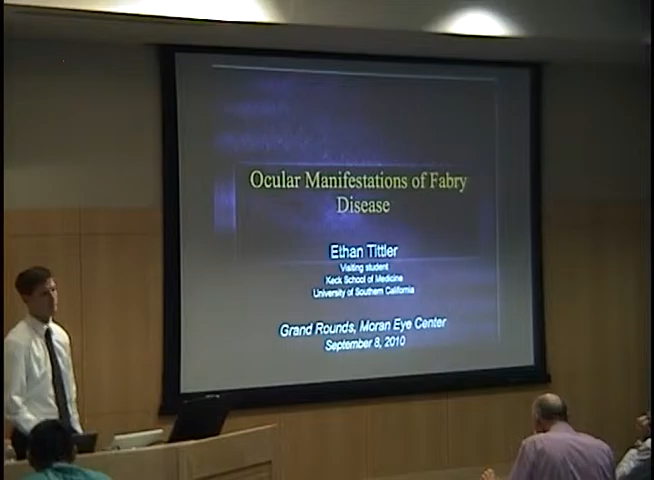 Ocular Manifestations of Fabry
Disease
Ethan Tittler
Visiting student
Keck School of Medicine
University of Southern California
Grand Rounds, Moran Eye Center
September 8, 2010